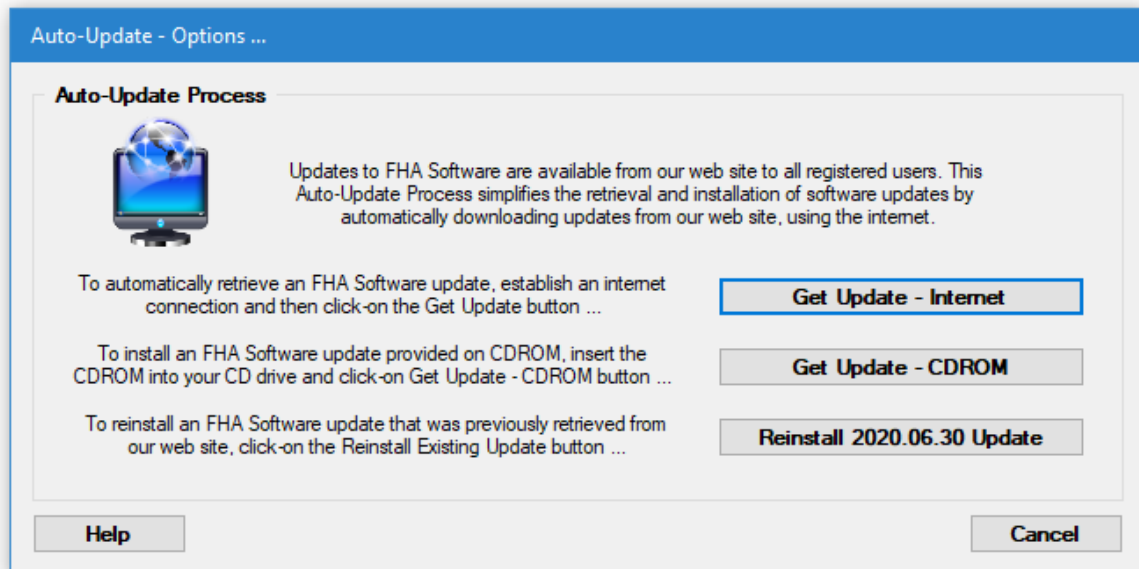 Auto-Update - Options ...
Auto-Update Process
Updates to FHA Software are available from our web site to all registered users. This
Auto-Update Process simplifies the retrieval and installation of software updates by
automatically downloading updates from our web site, using the internet.
To automatically retrieve an FHA Software update, establish an internet
connection and then click-on the Get Update button ...
Get Update - Internet
To install an FHA Software update provided on CDROM, insert the
CDROM into your CD drive and click-on Get Update - CDROM button ...
Get Update - CDROM
To reinstall an FHA Software update that was previously retrieved from
our web site, click-on the Reinstall Existing Update button ...
Reinstall 2020.06.30 Update
Help
Cancel